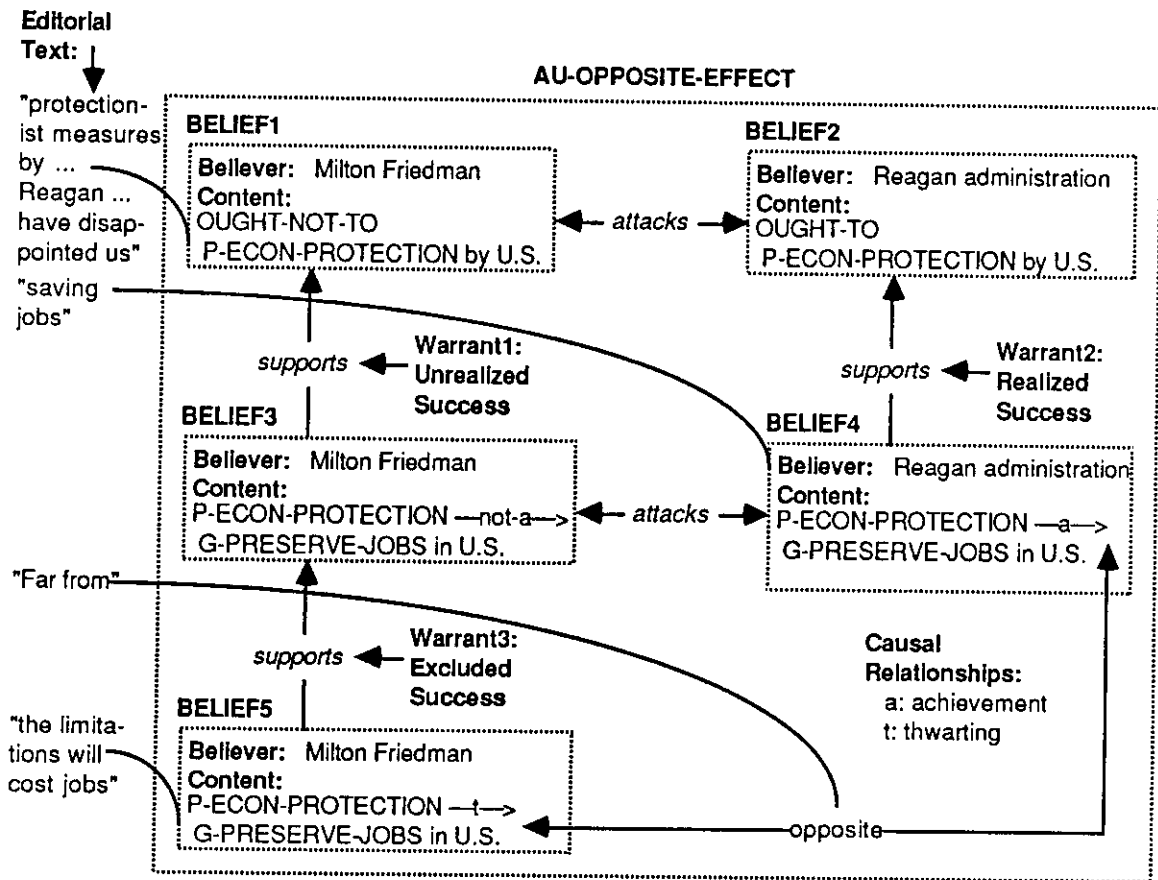 Editorial
Text:
AU-OPPOSITE-EFFECT
"protection-
ist measures
by ...
Reagan ...
have disap-
pointed us"
BELIEF1
Believer: Milton Friedman
Content:
OUGHT-NOT-TO
P-ECON-PROTECTION by U.S.
attacks
BELIEF2
Believer: Reagan administration
Content:
OUGHT-TO
P-ECON-PROTECTION by U.S.
"saving
jobs"
supports
Warrant1:
Unrealized
Success
supports
Warrant2:
Realized
Success
BELIEF3
Believer: Milton Friedman
Content:
P-ECON-PROTECTION —not-a—>
G-PRESERVE-JOBS in U.S.
attacks
BELIEF4
Believer: Reagan administration
Content:
P-ECON-PROTECTION —a—>
G-PRESERVE-JOBS in U.S.
"Far from"
supports
Warrant3:
Excluded
Success
Causal
Relationships:
a: achievement
t: thwarting
"the limita-
tions will
cost jobs"
BELIEF5
Believer: Milton Friedman
Content:
P-ECON-PROTECTION —t—>
G-PRESERVE-JOBS in U.S.
opposite